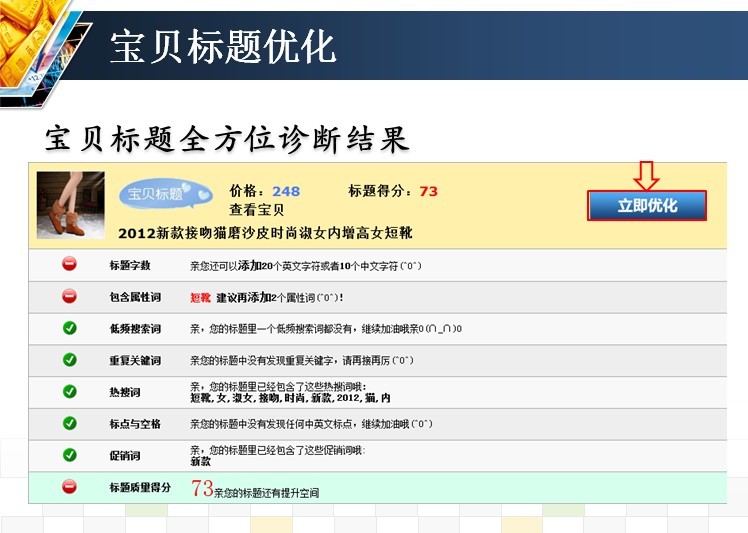 宝贝标题优化
宝贝标题全方位诊断结果
宝贝标题
价格：248 标题得分：73
查看宝贝
立即优化
2012新款接吻猫磨沙皮时尚淑女内增高女短靴
标题字数 亲您还可以添加20个英文字符或者10个中文字符(^0^)
包含属性词 短靴 建议再添加2个属性词(^0^)!
低频搜索词 亲，您的标题里一个低频搜索词都没有，继续加油哦亲0(∩_∩)0
重复关键词 亲您的标题中没有发现重复关键字，请再接再厉(^0^)
热搜词 亲，您的标题里已经包含了这些热搜词哦:
短靴,女,淑女,接吻,时尚,新款,2012,猫,内
标点与空格 亲您的标题中没有发现任何中英文标点，继续加油哦(^0^)
促销词 亲，您的标题里已经包含了这些促销词哦:
新款
标题质量得分 73亲您的标题还有提升空间